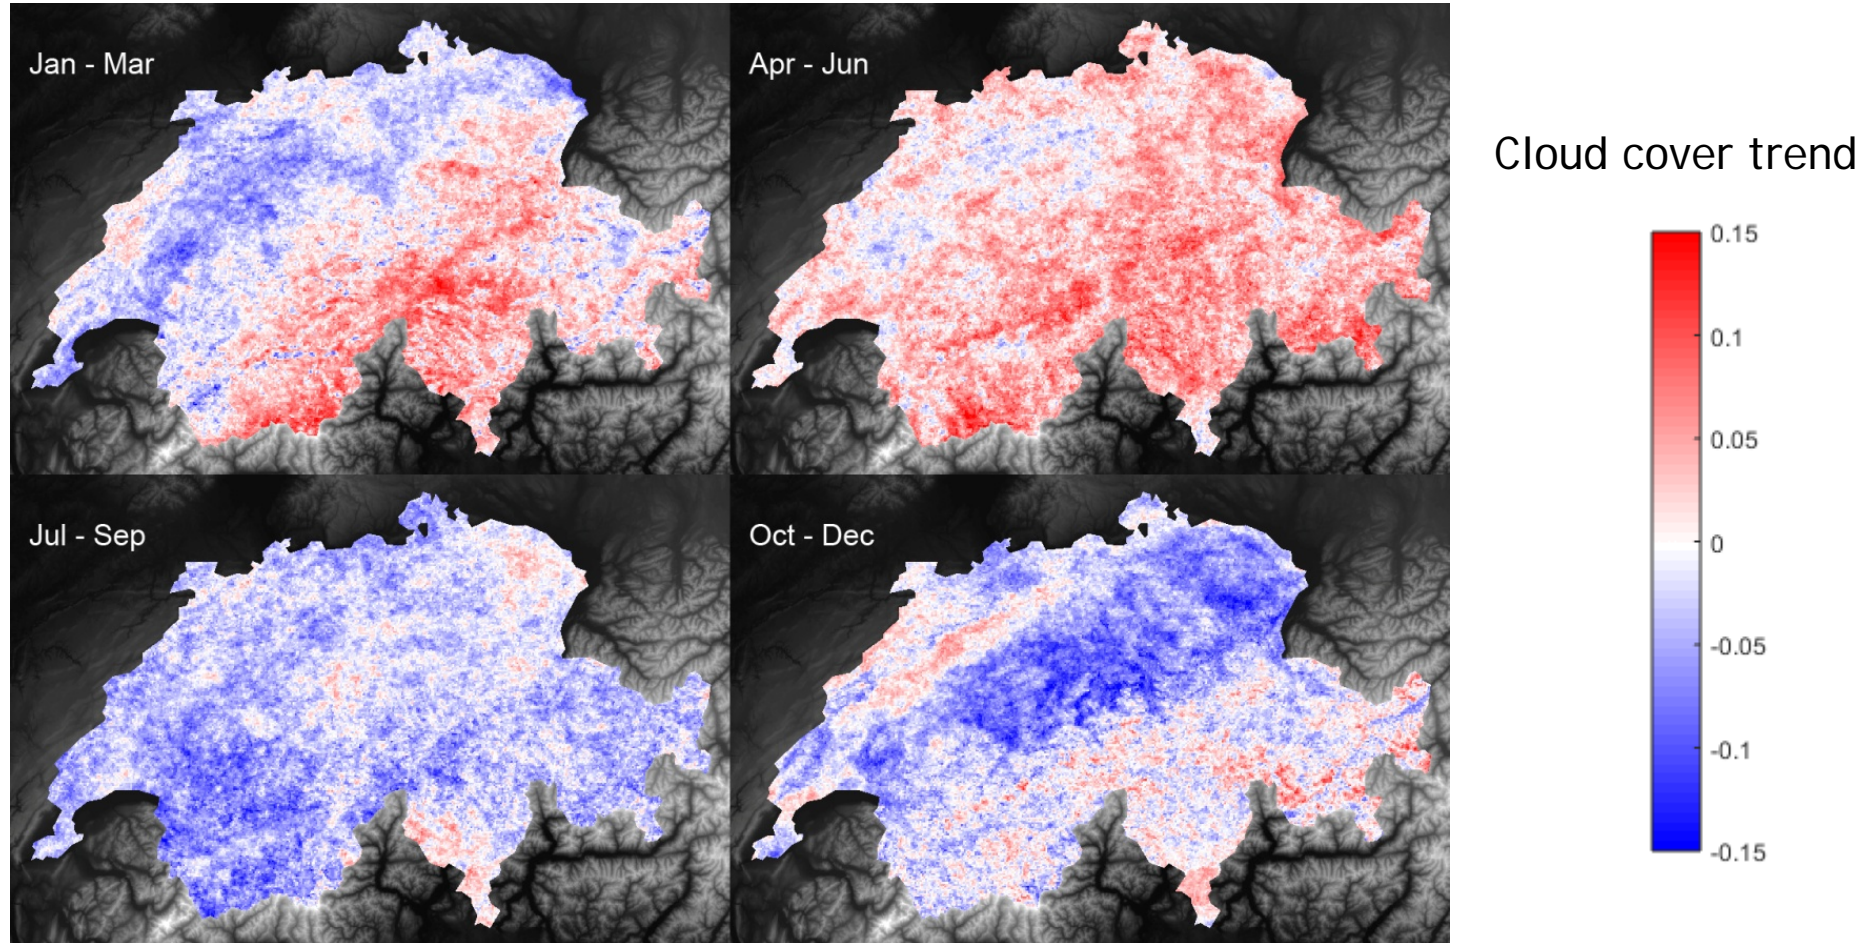 Jan - Mar
Apr - Jun
Jul - Sep
Oct - Dec
Cloud cover trend
0.15
0.1
0.05
0
-0.05
-0.1
-0.15